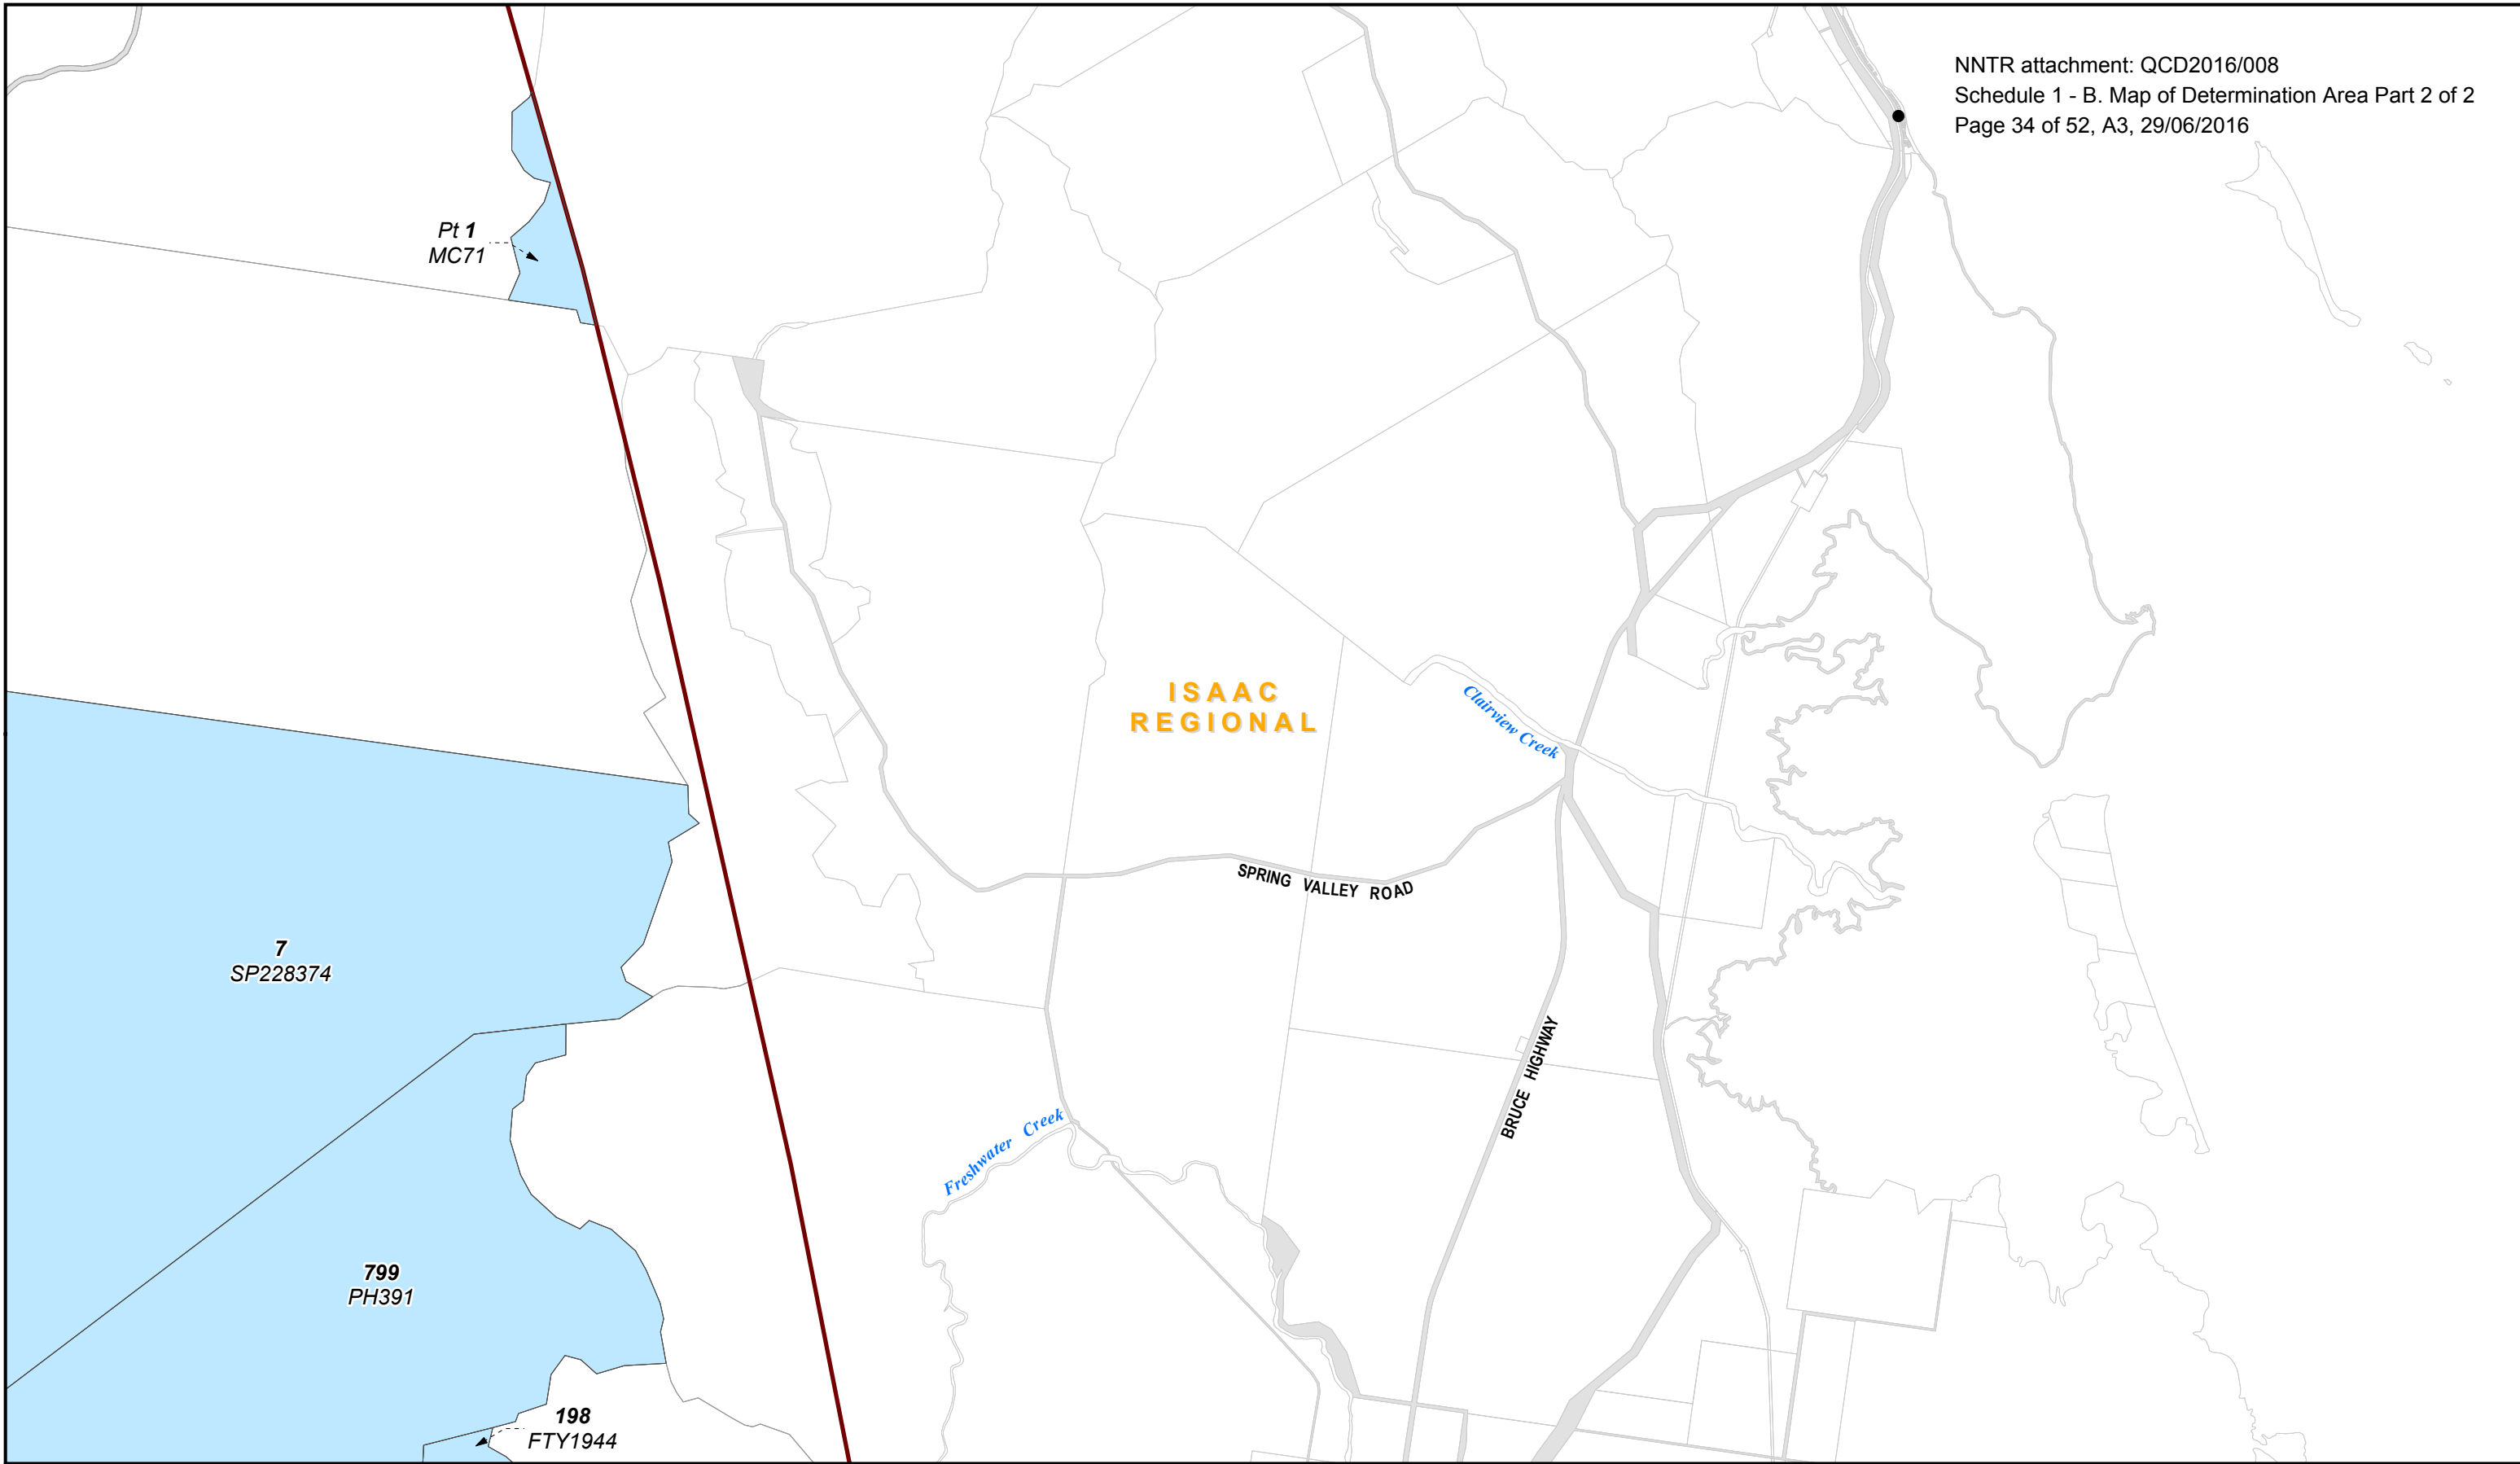 NNTR attachment: QCD2016/008
Schedule 1 - B. Map of Determination Area Part 2 of 2
Page 34 of 52, A3, 29/06/2016
Pt 1
MC71
ISAAC
REGIONAL
Clairview Creek
SPRING VALLEY ROAD
7
SP228374
BRUCE HIGHWAY
Freshwater Creek
799
PH391
198
FTY1944